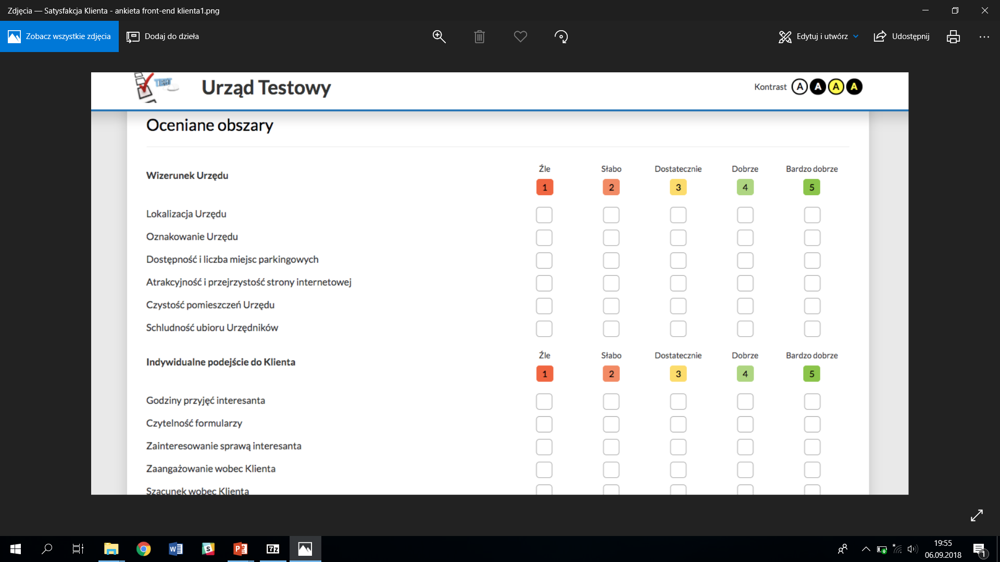 Zdjęcia — Satysfakcja Klienta - ankieta front-end klienta1.png
Zobacz wszystkie zdjęcia
Dodaj do dzieła
Edytuj i utwórz
Udostępnij
TEST
Urząd Testowy
Kontrast A A A A
Oceniane obszary
Wizerunek Urzędu
Źle Słabo Dostatecznie Dobrze Bardzo dobrze
1 2 3 4 5
Lokalizacja Urzędu
Oznakowanie Urzędu
Dostępność i liczba miejsc parkingowych
Atrakcyjność i przejrzystość strony internetowej
Czystość pomieszczeń Urzędu
Schludność ubioru Urzędników
Indywidualne podejście do Klienta
Źle Słabo Dostatecznie Dobrze Bardzo dobrze
1 2 3 4 5
Godziny przyjęć interesanta
Czytelność formularzy
Zainteresowanie sprawą interesanta
Zaangażowanie wobec Klienta
Szacunek wobec Klienta
19:55
06.09.2018
1